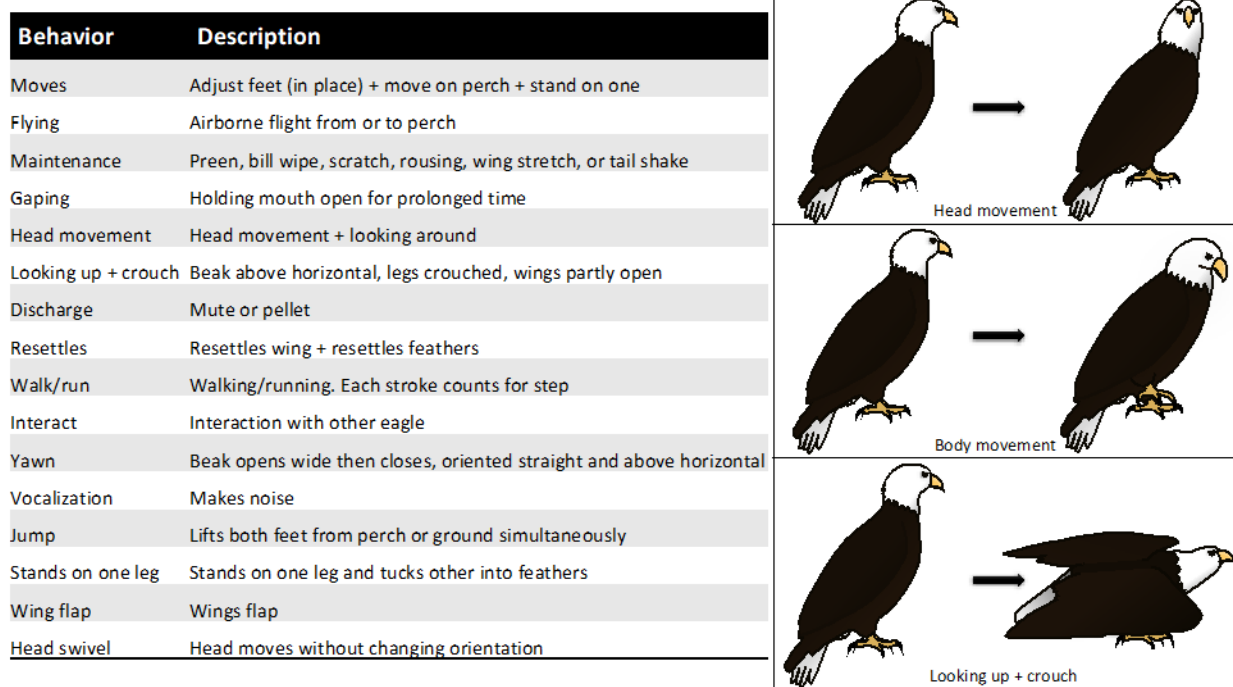 Behavior Description
Moves Adjust feet (in place) + move on perch + stand on one
Flying Airborne flight from or to perch
Maintenance Preen, bill wipe, scratch, rousing, wing stretch, or tail shake
Gaping Holding mouth open for prolonged time
Head movement Head movement + looking around
Looking up + crouch Beak above horizontal, legs crouched, wings partly open
Discharge Mute or pellet
Resettles Resettles wing + resettles feathers
Walk/run Walking/running. Each stroke counts for step
Interact Interaction with other eagle
Yawn Beak opens wide then closes, oriented straight and above horizontal
Vocalization Makes noise
Jump Lifts both feet from perch or ground simultaneously
Stands on one leg Stands on one leg and tucks other into feathers
Wing flap Wings flap
Head swivel Head moves without changing orientation
Head movement
Body movement
Looking up + crouch